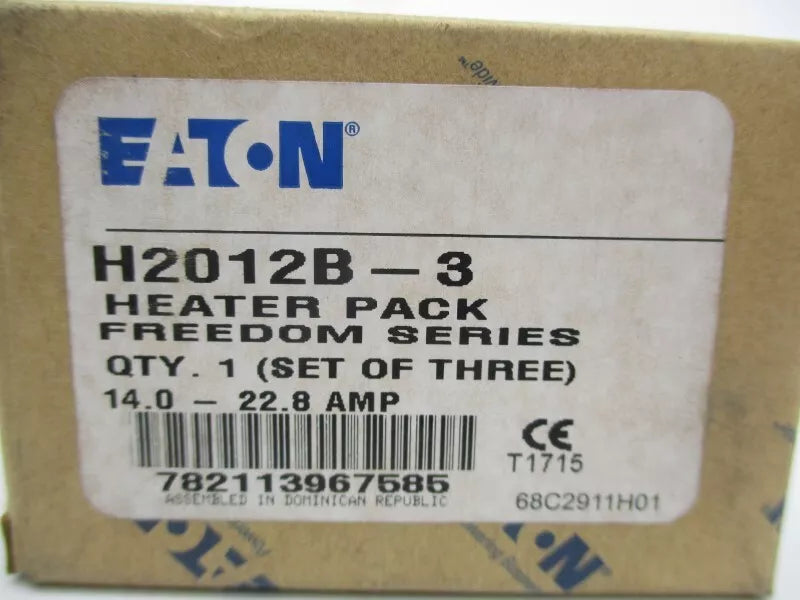 EATON®
H2012B – 3
HEATER PACK
FREEDOM SERIES
QTY. 1 (SET OF THREE)
14.0 – 22.8 AMP
CE
T1715
782113967585
ASSEMBLED IN DOMINICAN REPUBLIC
68C2911H01
EATON